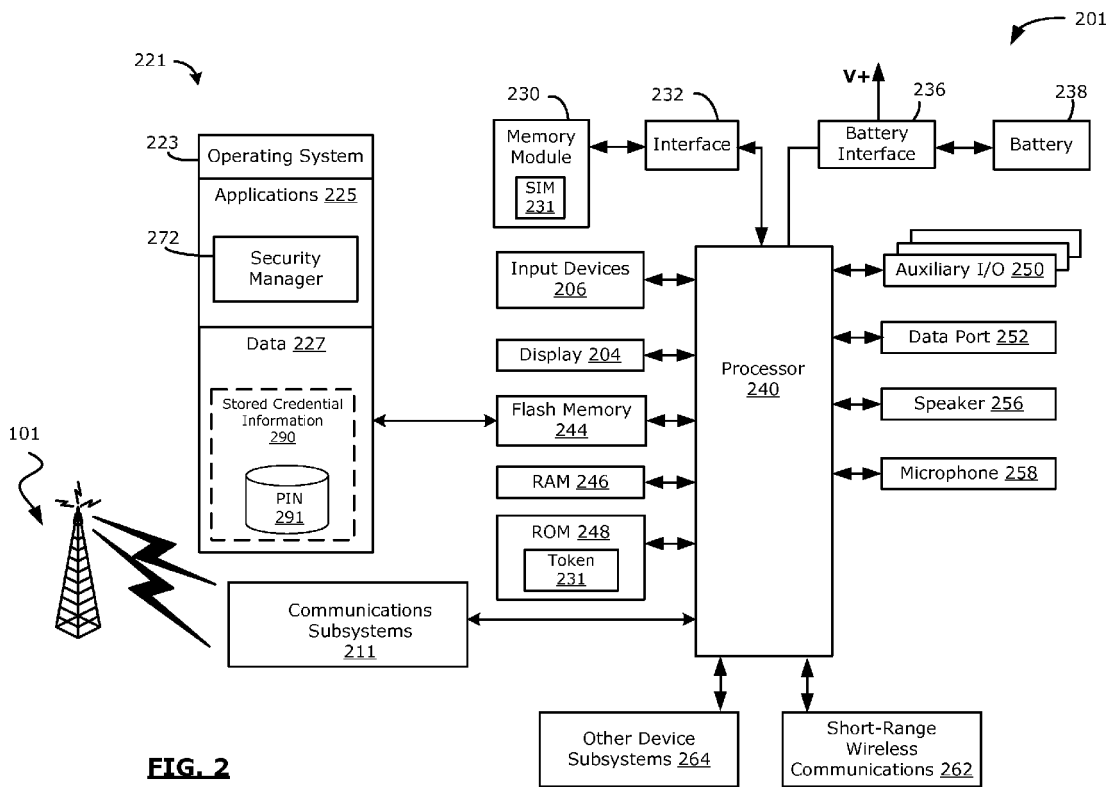 201
221
223
Operating System
Applications 225
272
Security
Manager
Data 227
Stored Credential
Information
290
PIN
291
101
230
Memory
Module
SIM
231
232
Interface
V+
236
Battery
Interface
238
Battery
Input Devices
206
Display 204
Flash Memory
244
RAM 246
ROM 248
Token
231
Processor
240
Auxiliary I/O 250
Data Port 252
Speaker 256
Microphone 258
Communications
Subsystems
211
Other Device
Subsystems 264
Short-Range
Wireless
Communications 262
FIG. 2